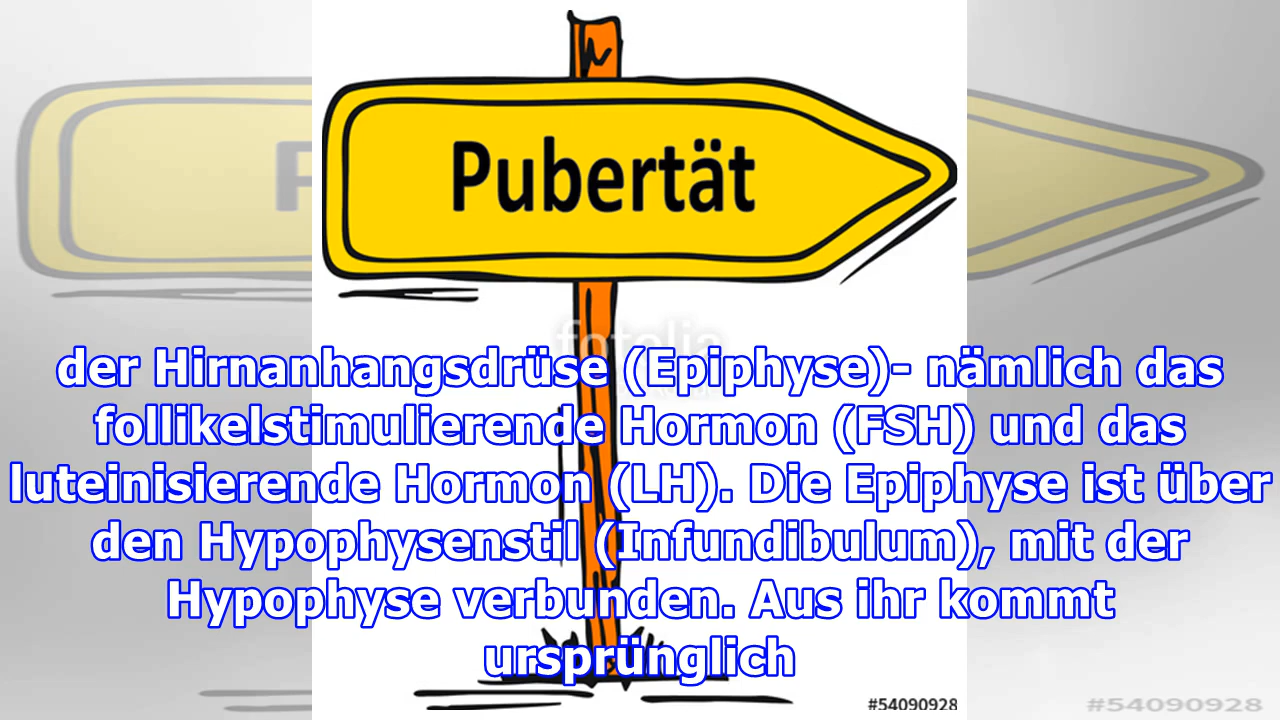 Pubertät
fotolia
der Hirnanhangsdrüse (Epiphyse)- nämlich das
follikelstimulierende Hormon (FSH) und das
luteinisierende Hormon (LH). Die Epiphyse ist über
den Hypophysenstil (Infundibulum), mit der
Hypophyse verbunden. Aus ihr kommt
ursprünglich
#54090928
#54090928